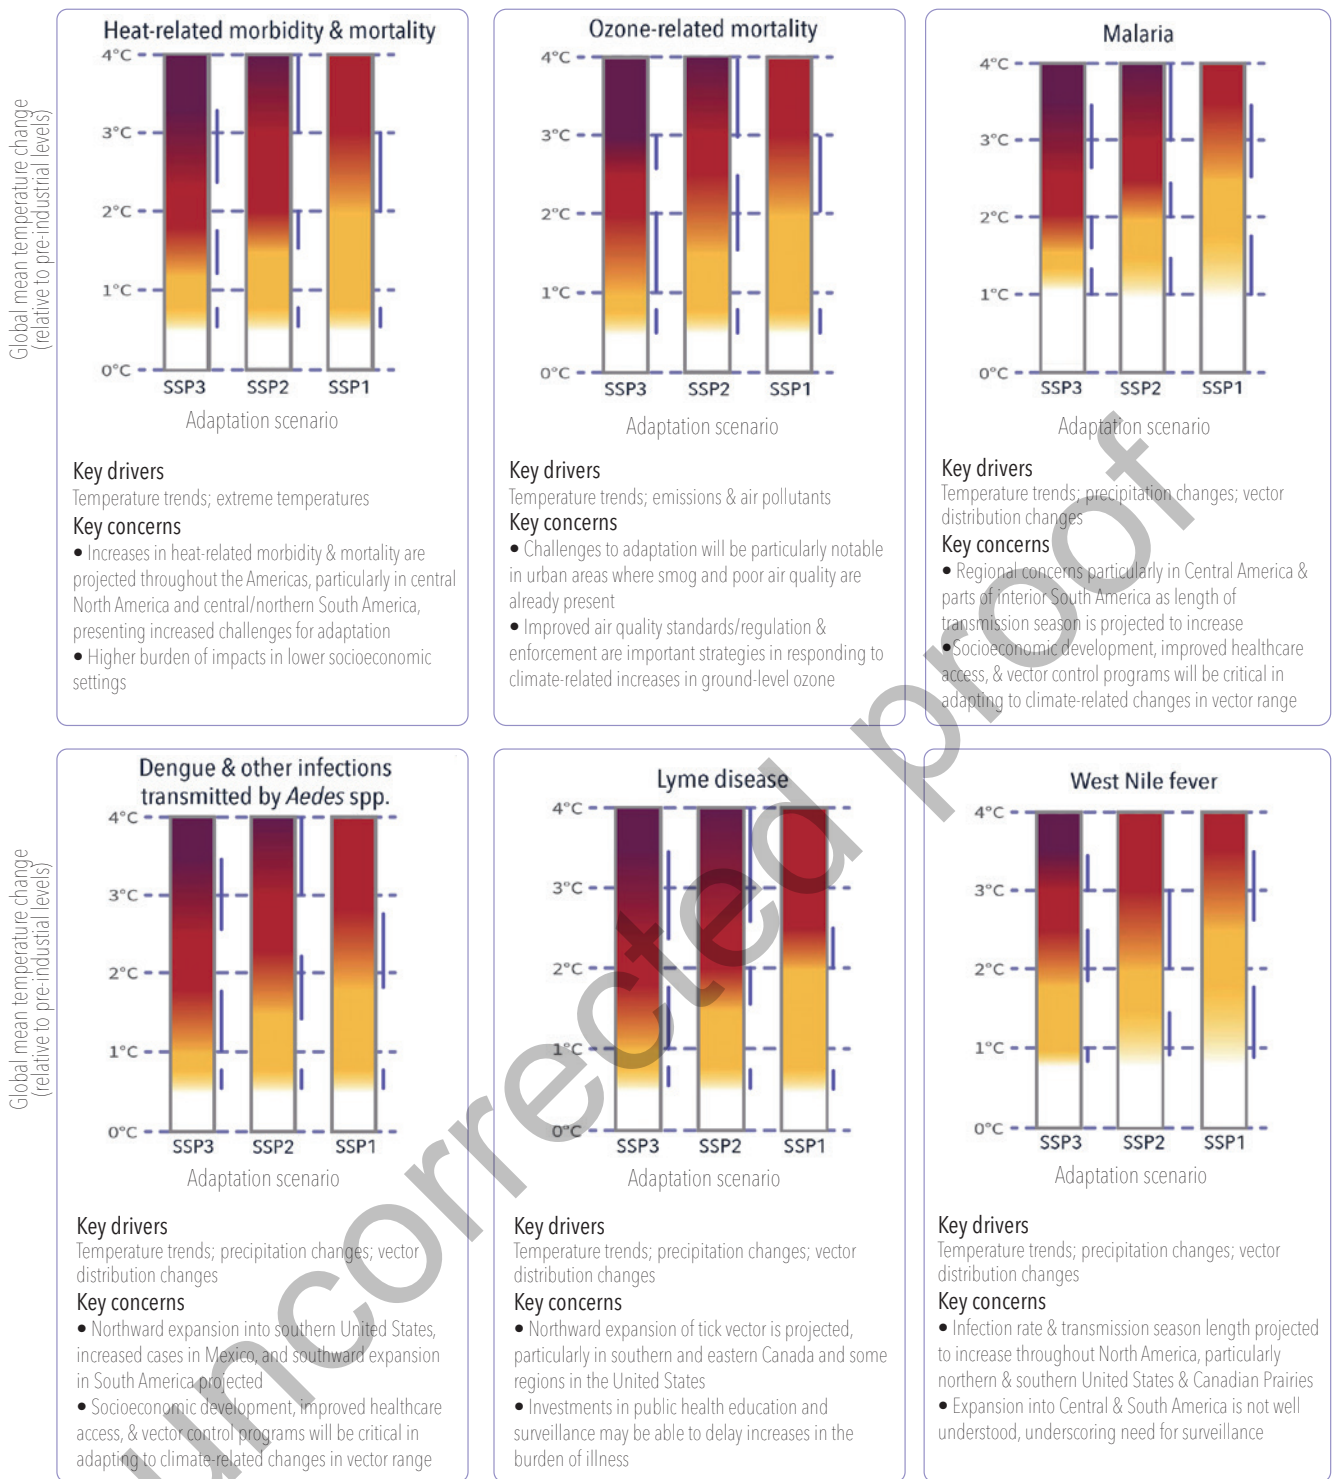 Heat-related morbidity & mortality
Global mean temperature change
(relative to pre-industrial levels)
4°C
3°C
2°C
1°C
0°C
SSP3 SSP2 SSP1
Adaptation scenario
Key drivers
Temperature trends; extreme temperatures
Key concerns
• Increases in heat-related morbidity & mortality are
projected throughout the Americas, particularly in central
North America and central/northern South America,
presenting increased challenges for adaptation
• Higher burden of impacts in lower socioeconomic
settings
Ozone-related mortality
4°C
3°C
2°C
1°C
0°C
SSP3 SSP2 SSP1
Adaptation scenario
Key drivers
Temperature trends; emissions & air pollutants
Key concerns
• Challenges to adaptation will be particularly notable
in urban areas where smog and poor air quality are
already present
• Improved air quality standards/regulation &
enforcement are important strategies in responding to
climate-related increases in ground-level ozone
Malaria
4°C
3°C
2°C
1°C
0°C
SSP3 SSP2 SSP1
Adaptation scenario
Key drivers
Temperature trends; precipitation changes; vector
distribution changes
Key concerns
• Regional concerns particularly in Central America &
parts of interior South America as length of
transmission season is projected to increase
• Socioeconomic development, improved healthcare
access, & vector control programs will be critical in
adapting to climate-related changes in vector range
Dengue & other infections
transmitted by Aedes spp.
Global mean temperature change
(relative to pre-industial levels)
4°C
3°C
2°C
1°C
0°C
SSP3 SSP2 SSP1
Adaptation scenario
Key drivers
Temperature trends; precipitation changes; vector
distribution changes
Key concerns
• Northward expansion into southern United States,
increased cases in Mexico, and southward expansion
in South America projected
• Socioeconomic development, improved healthcare
access, & vector control programs will be critical in
adapting to climate-related changes in vector range
Lyme disease
4°C
3°C
2°C
1°C
0°C
SSP3 SSP2 SSP1
Adaptation scenario
Key drivers
Temperature trends; precipitation changes; vector
distribution changes
Key concerns
• Northward expansion of tick vector is projected,
particularly in southern and eastern Canada and some
regions in the United States
• Investments in public health education and
surveillance may be able to delay increases in the
burden of illness
West Nile fever
4°C
3°C
2°C
1°C
0°C
SSP3 SSP2 SSP1
Adaptation scenario
Key drivers
Temperature trends; precipitation changes; vector
distribution changes
Key concerns
• Infection rate & transmission season length projected
to increase throughout North America, particularly
northern & southern United States & Canadian Prairies
• Expansion into Central & South America is not well
understood, underscoring need for surveillance
uncorrected proof